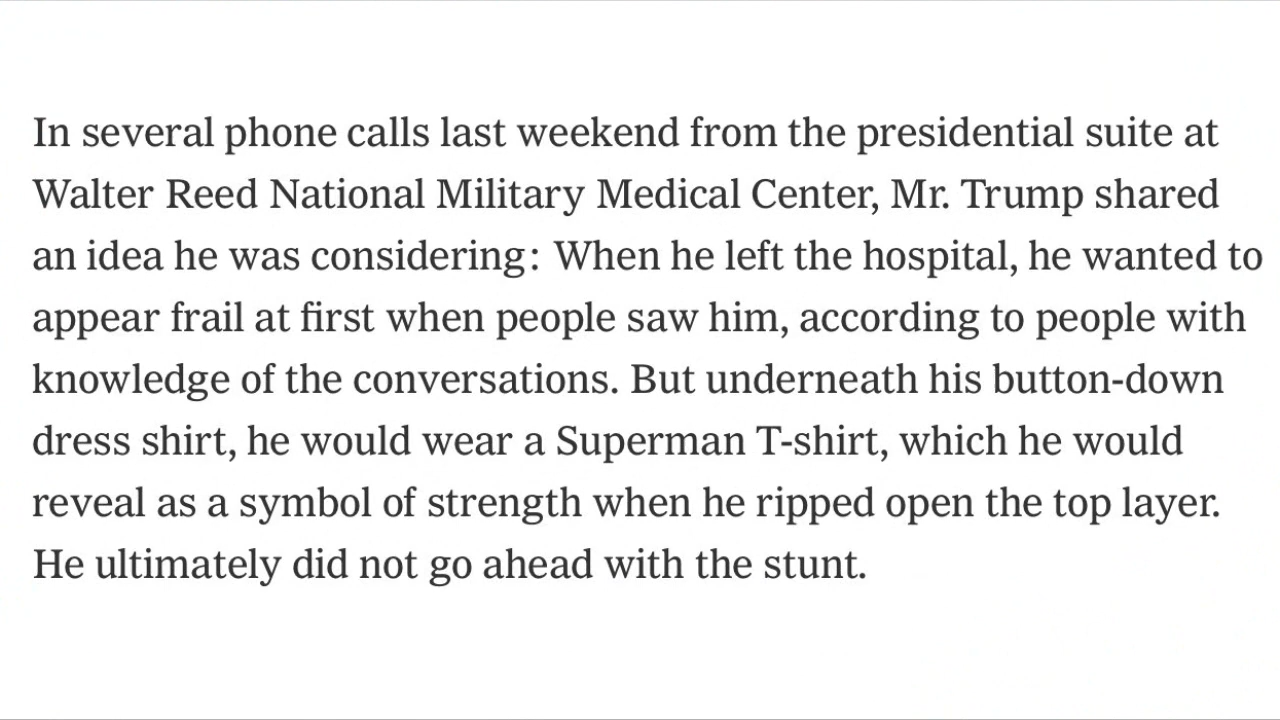 In several phone calls last weekend from the presidential suite at
Walter Reed National Military Medical Center, Mr. Trump shared
an idea he was considering: When he left the hospital, he wanted to
appear frail at first when people saw him, according to people with
knowledge of the conversations. But underneath his button-down
dress shirt, he would wear a Superman T-shirt, which he would
reveal as a symbol of strength when he ripped open the top layer.
He ultimately did not go ahead with the stunt.